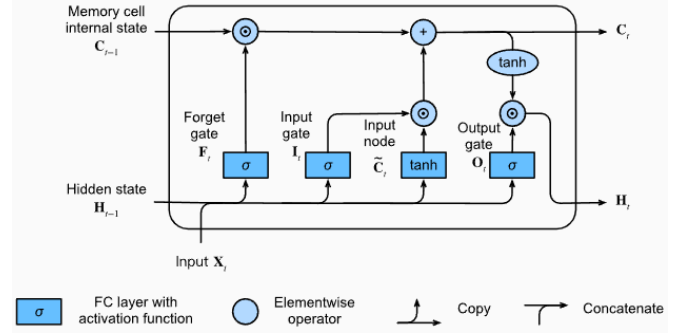 Memory cell
internal state
C_{t-1}
C_t
tanh
+
Forget
gate
F_t
Input
gate
I_t
Input
node
C̃_t
Output
gate
O_t
σ
σ
tanh
σ
Hidden state
H_{t-1}
H_t
Input X_t
σ
FC layer with
activation function
Elementwise
operator
Copy
Concatenate